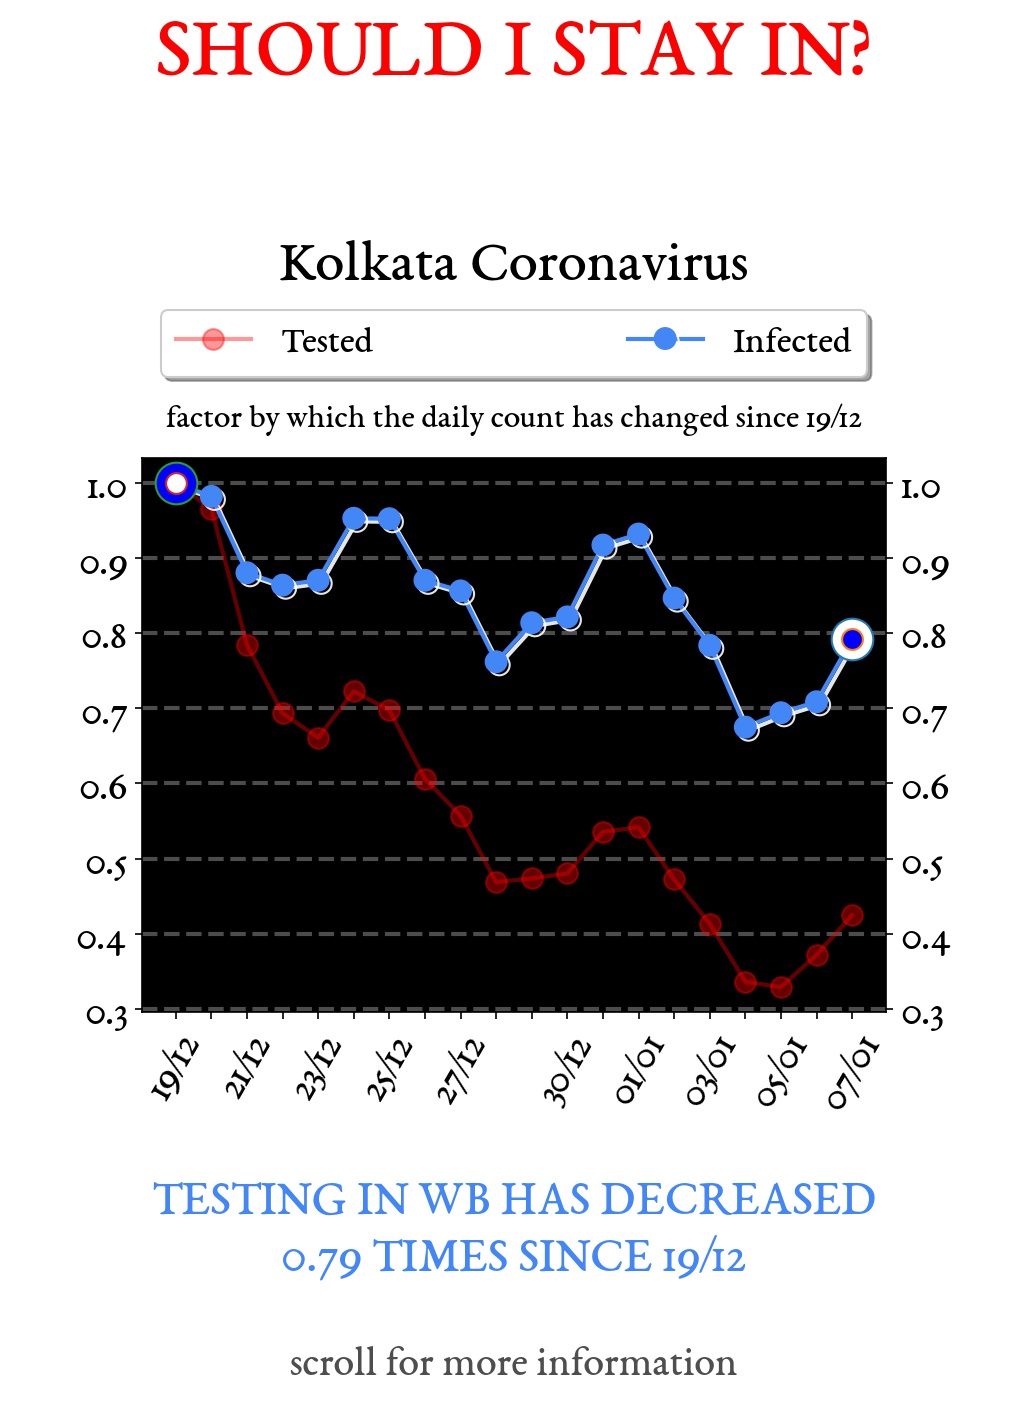 SHOULD I STAY IN?
Kolkata Coronavirus
Tested Infected
factor by which the daily count has changed since 19/12
1.0 1.0
0.9 0.9
0.8 0.8
0.7 0.7
0.6 0.6
0.5 0.5
0.4 0.4
0.3 0.3
19/12 21/12 23/12 25/12 27/12 30/12 01/01 03/01 05/01 07/01
TESTING IN WB HAS DECREASED
0.79 TIMES SINCE 19/12
scroll for more information